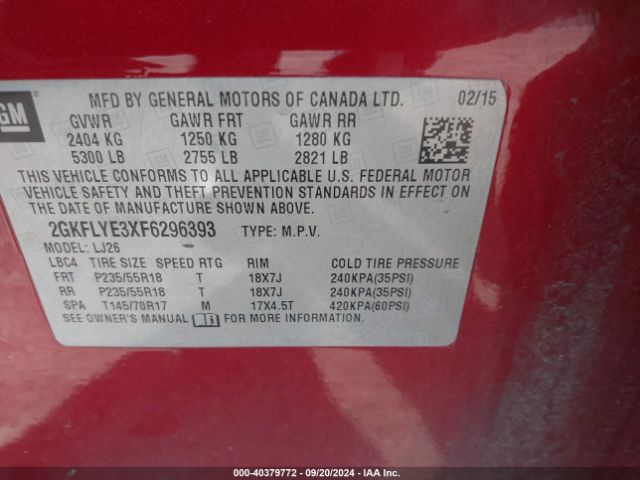 GM
MFD BY GENERAL MOTORS OF CANADA LTD. 02/15
GVWR GAWR FRT GAWR RR
2404 KG 1250 KG 1280 KG
5300 LB 2755 LB 2821 LB
THIS VEHICLE CONFORMS TO ALL APPLICABLE U.S. FEDERAL MOTOR
VEHICLE SAFETY AND THEFT PREVENTION STANDARDS IN EFFECT ON
THE DATE OF MANUFACTURE SHOWN ABOVE.
2GKFLYE3XF6296393 TYPE: M.P.V.
MODEL: LJ26
LBC4 TIRE SIZE SPEED RTG RIM COLD TIRE PRESSURE
FRT P235/55R18 T 18X7J 240KPA(35PSI)
RR P235/55R18 T 18X7J 240KPA(35PSI)
SPA T145/70R17 M 17X4.5T 420KPA(60PSI)
SEE OWNER'S MANUAL FOR MORE INFORMATION.
000-40379772 - 09/20/2024 - IAA Inc.